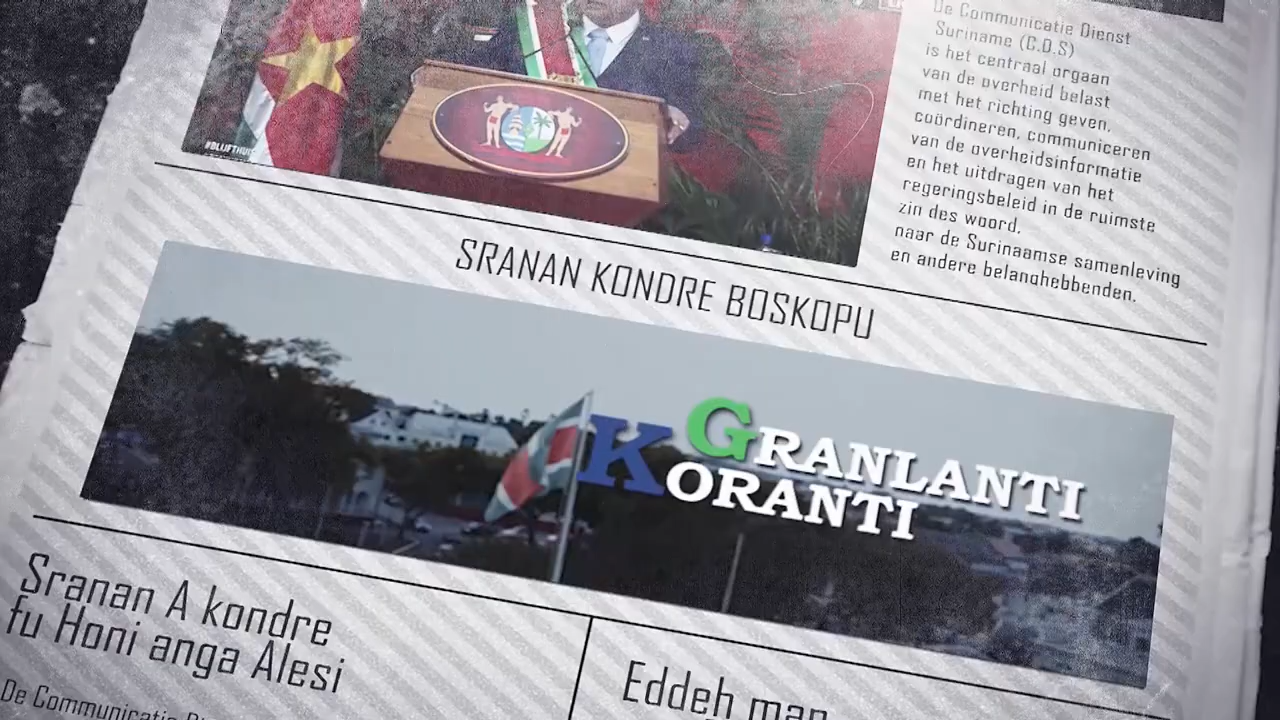 De Communicatie Dienst
Suriname (C.D.S)
is het centraal orgaan
van de overheid belast
met het richting geven,
coördineren, communiceren
van de overheidsinformatie
en het uitdragen van het
regeringsbeleid in de ruimste
zin des woord,
naar de Surinaamse samenleving
en andere belanghebbenden.
SRANAN KONDRE BOSKOPU
GRANLANTI
KORANTI
Sranan A kondre
fu Honi anga Alesi
De Communicatie
Eddeh man